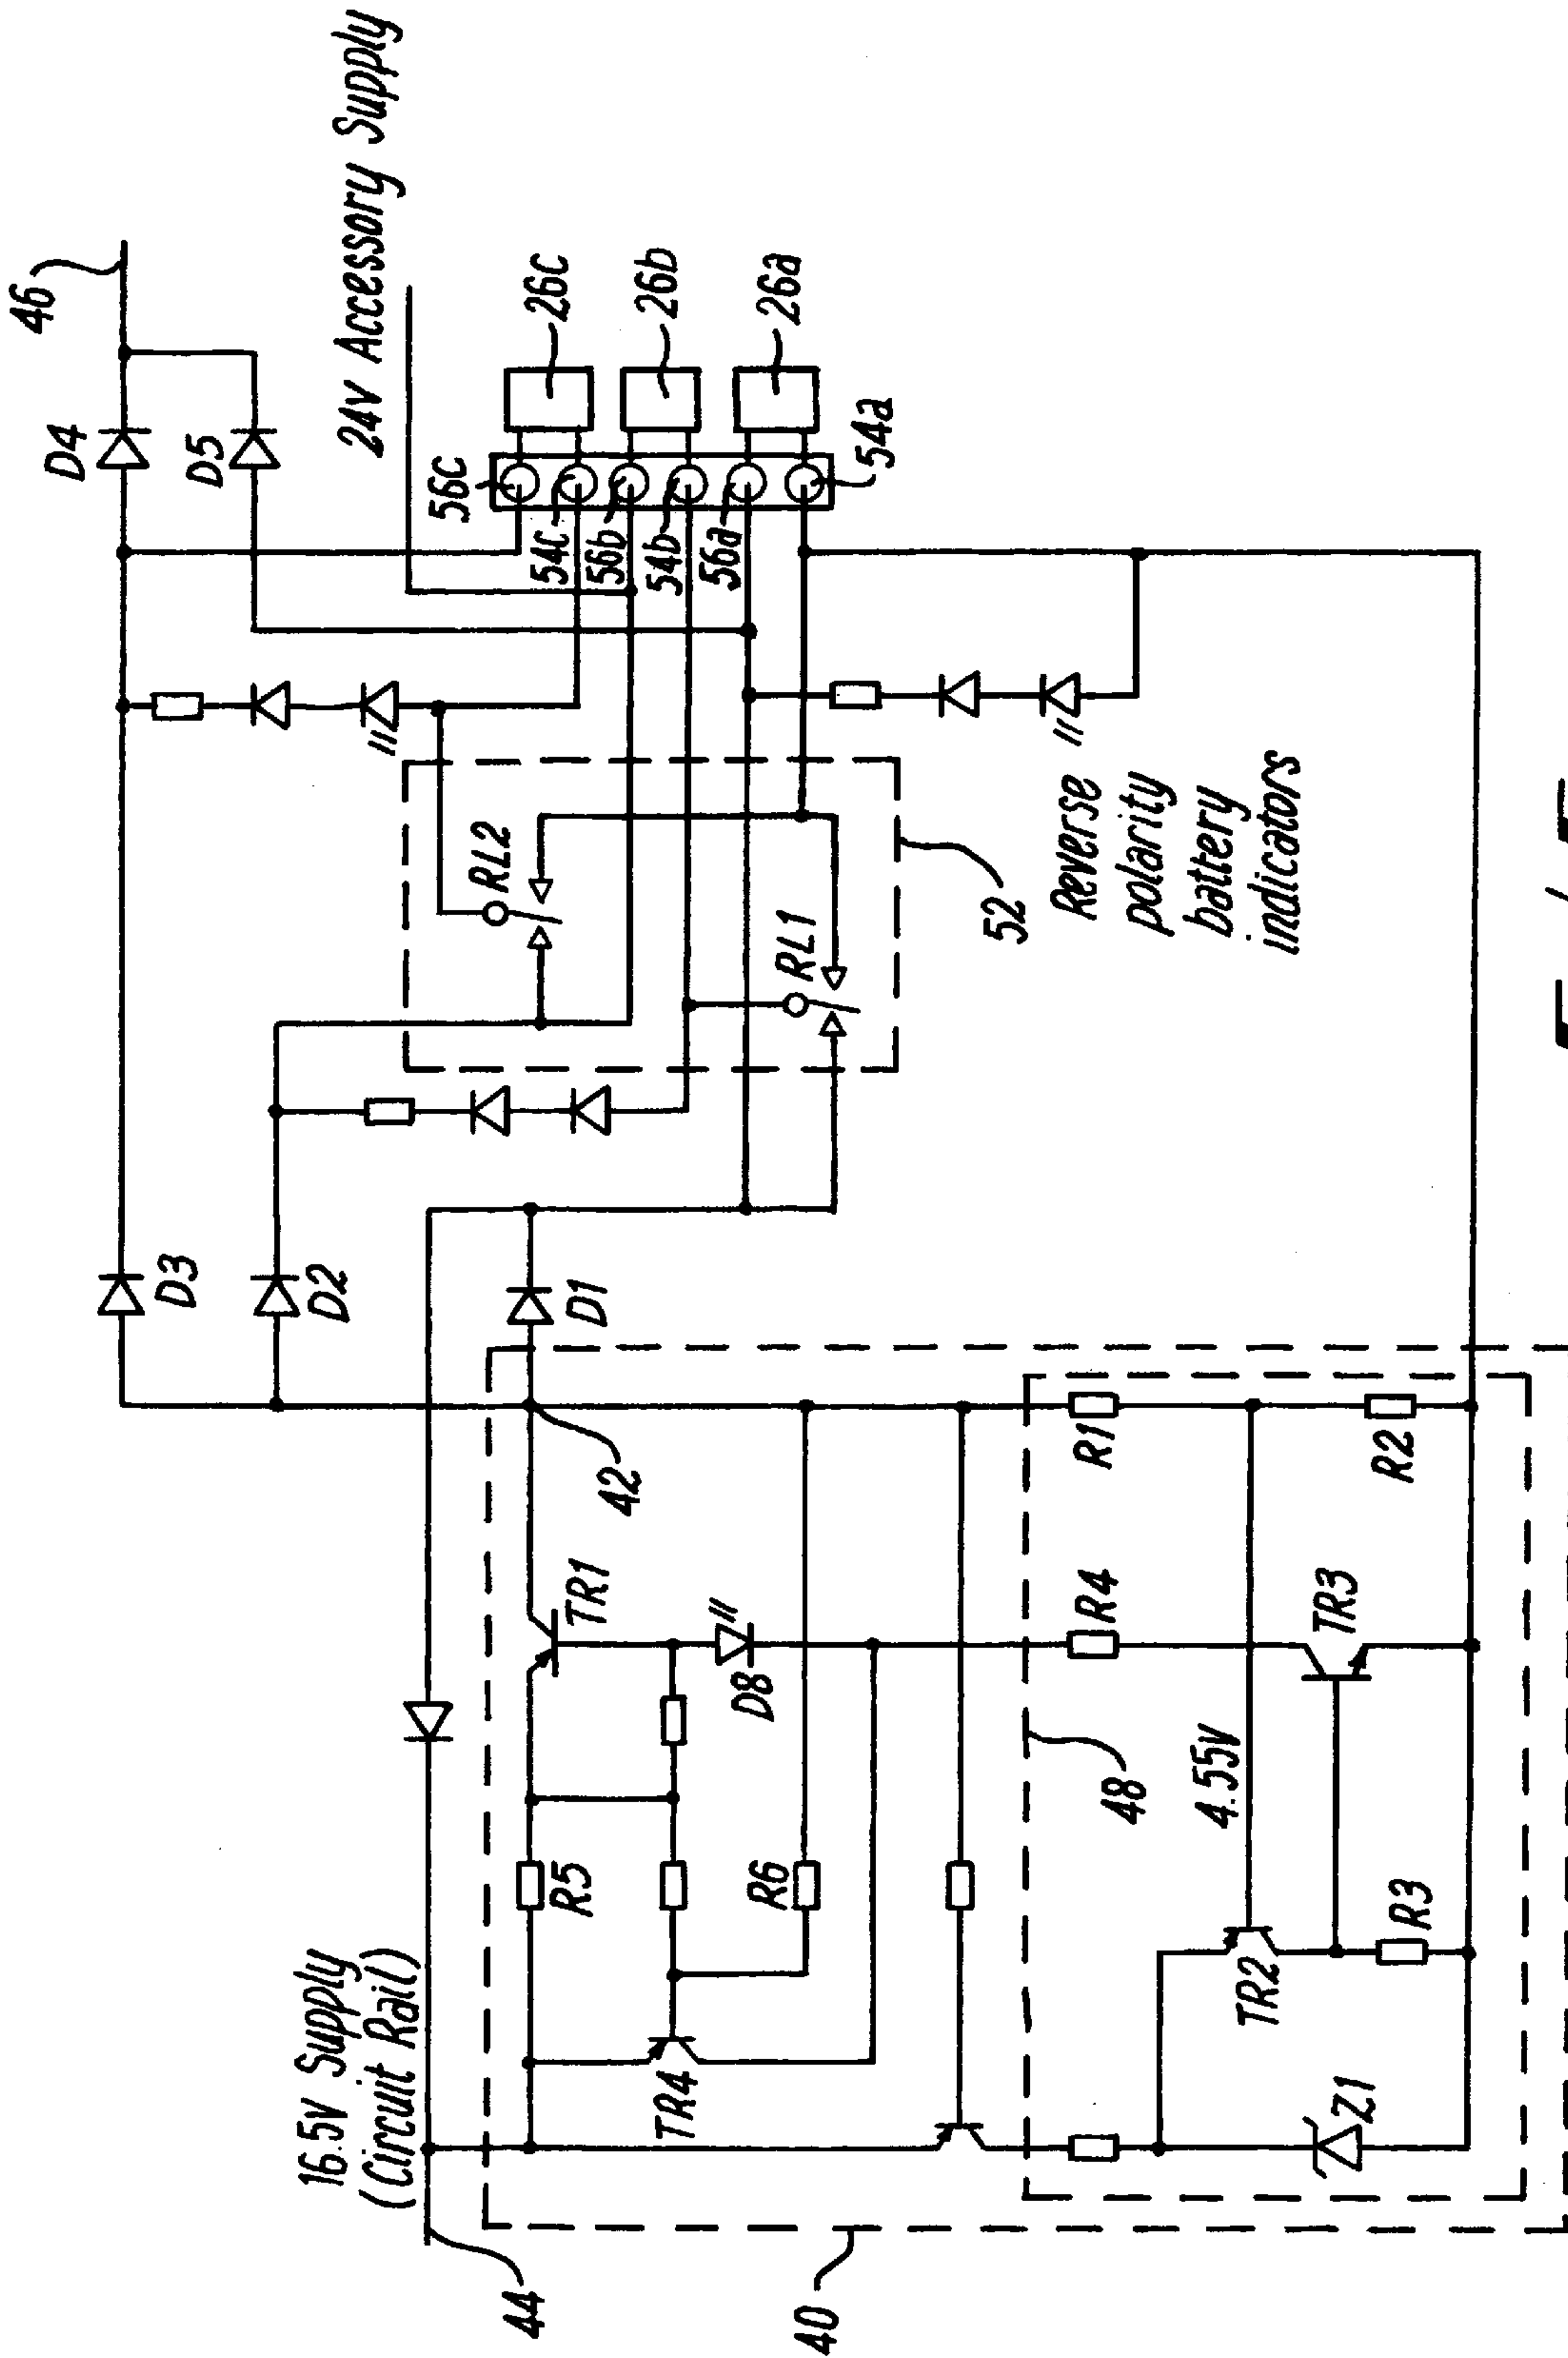 46
D4
D5
24v Accessory Supply
56c
54c
56b
54b
56a
54a
26c
26b
26a
RL2
RL1
52
Reverse
polarity
battery
indicators
D3
D2
D1
42
16.5v Supply
(Circuit Rail)
44
40
TR1
R5
D8
R6
TR4
R1
R2
R4
TR3
48
4.55v
TR2
R3
Z1